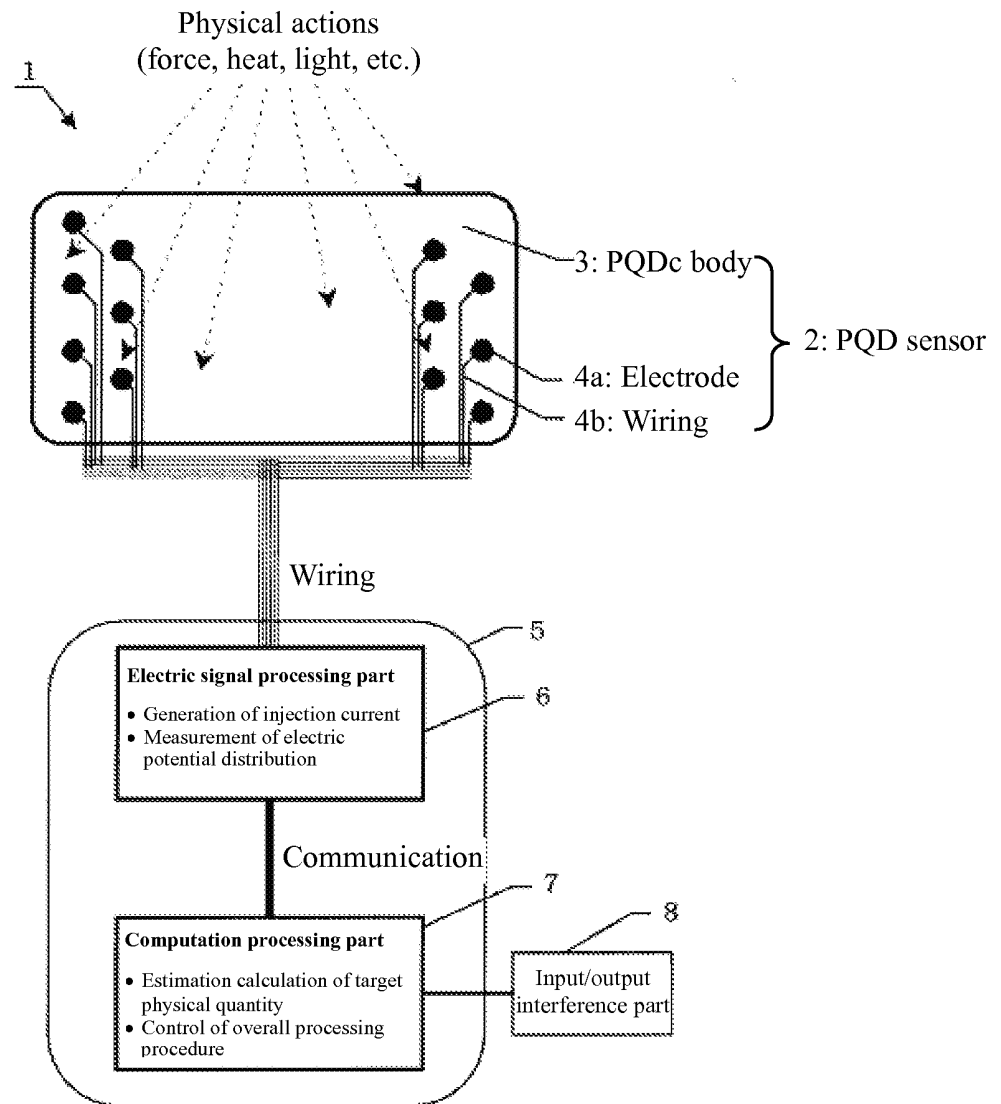 Physical actions
(force, heat, light, etc.)
1
3: PQDc body
2: PQD sensor
4a: Electrode
4b: Wiring
Wiring
5
Electric signal processing part
6
• Generation of injection current
• Measurement of electric
potential distribution
Communication
7
8
Computation processing part
• Estimation calculation of target
physical quantity
• Control of overall processing
procedure
Input/output
interference part